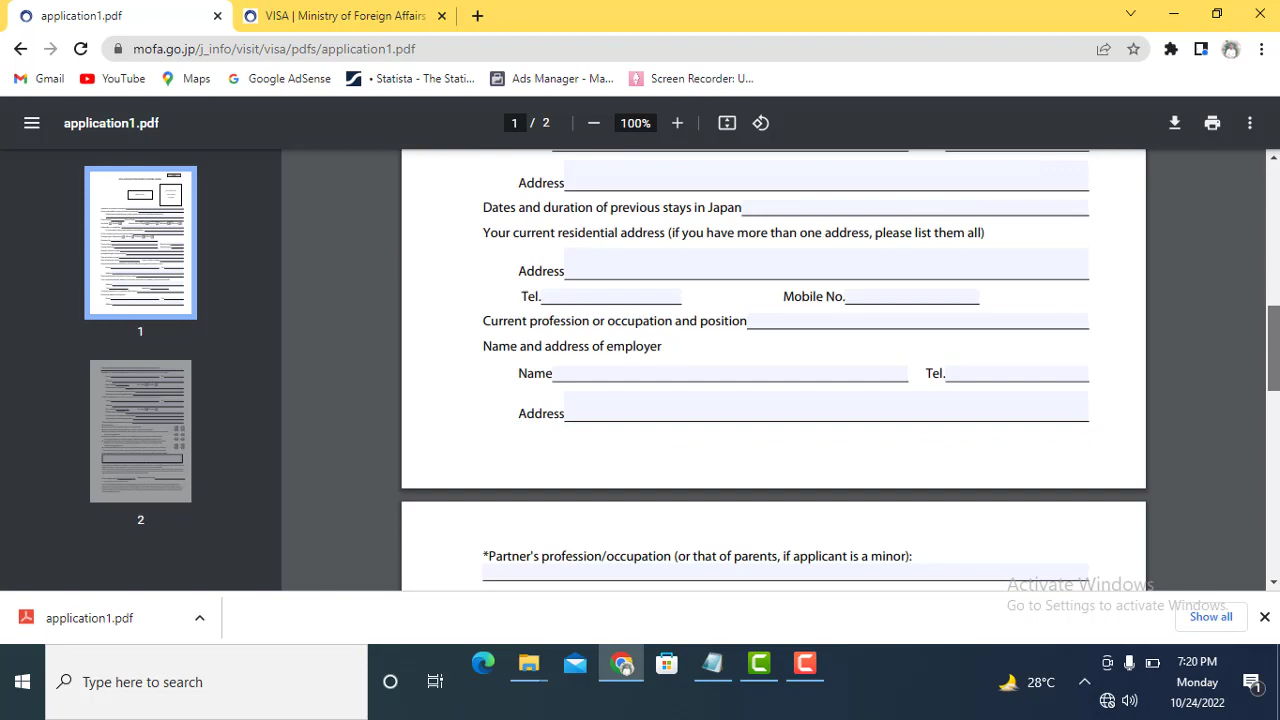 application1.pdf
VISA | Ministry of Foreign Affairs
mofa.go.jp/j_info/visit/visa/pdfs/application1.pdf
Gmail YouTube Maps Google AdSense • Statista - The Stati... Ads Manager - Ma... Screen Recorder: U...
application1.pdf 1 / 2 100%
Address
Dates and duration of previous stays in Japan
Your current residential address (if you have more than one address, please list them all)
Address
Tel. Mobile No.
Current profession or occupation and position
Name and address of employer
Name Tel.
Address
*Partner's profession/occupation (or that of parents, if applicant is a minor):
1
2
Activate Windows
Go to Settings to activate Windows.
application1.pdf Show all
Type here to search
28°C
7:20 PM
Monday
10/24/2022
1